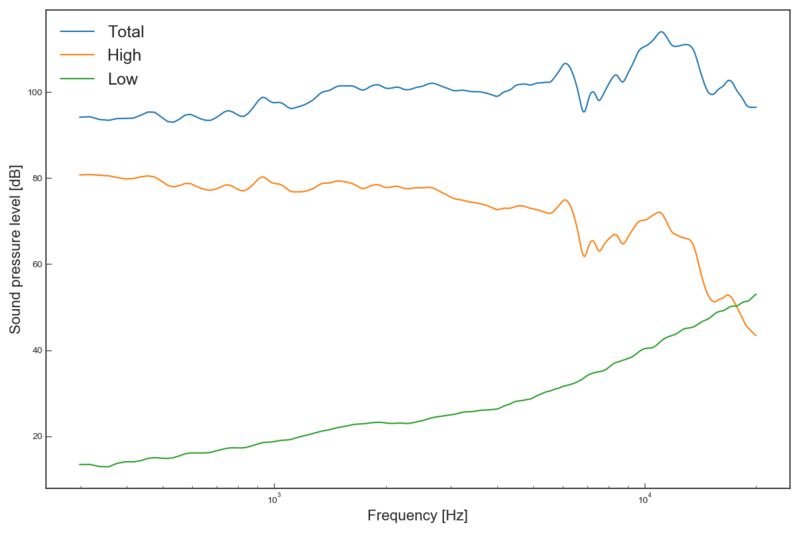 Total
High
Low
Sound pressure level [dB]
100
80
60
40
20
10³
10⁴
Frequency [Hz]